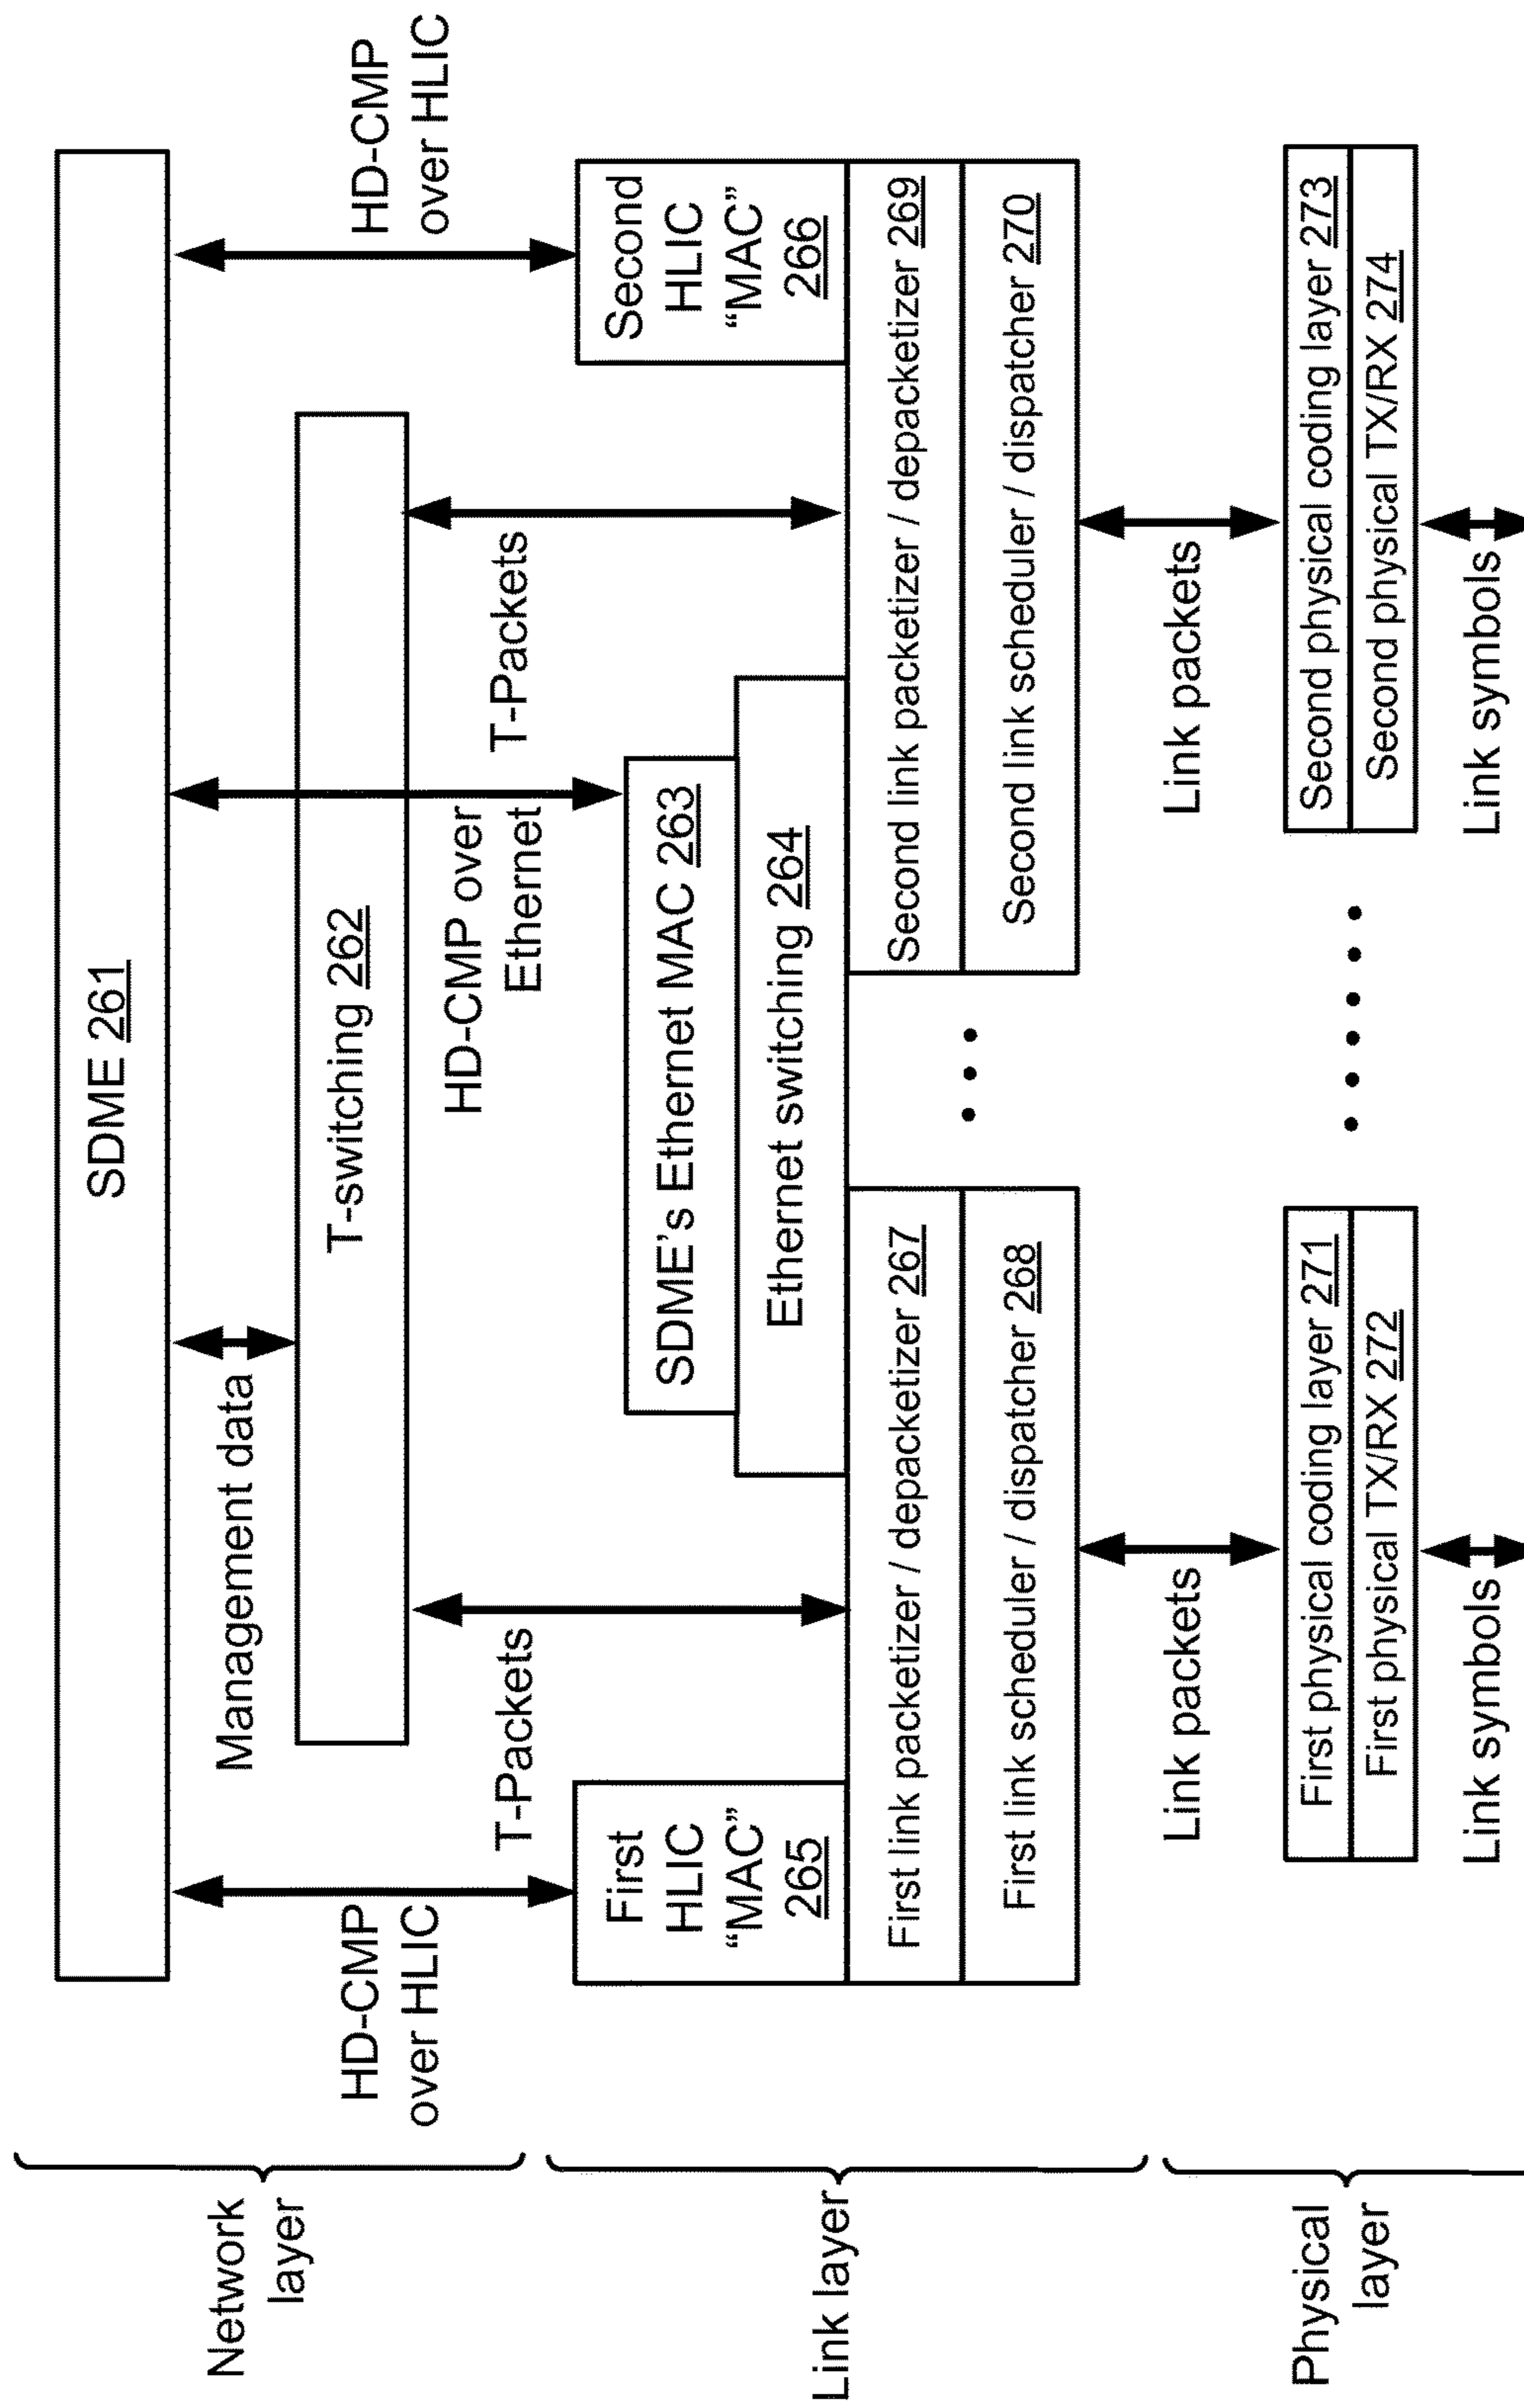 Network
layer
SDME 261
Management data
T-switching 262
HD-CMP
over HLIC
HD-CMP over
Ethernet
HD-CMP
over HLIC
T-Packets
T-Packets
Link layer
First
HLIC
“MAC”
265
SDME’s Ethernet MAC 263
Ethernet switching 264
Second
HLIC
“MAC”
266
First link packetizer / depacketizer 267
First link scheduler / dispatcher 268
Second link packetizer / depacketizer 269
Second link scheduler / dispatcher 270
Link packets
Link packets
Physical
layer
First physical coding layer 271
First physical TX/RX 272
Second physical coding layer 273
Second physical TX/RX 274
Link symbols
Link symbols